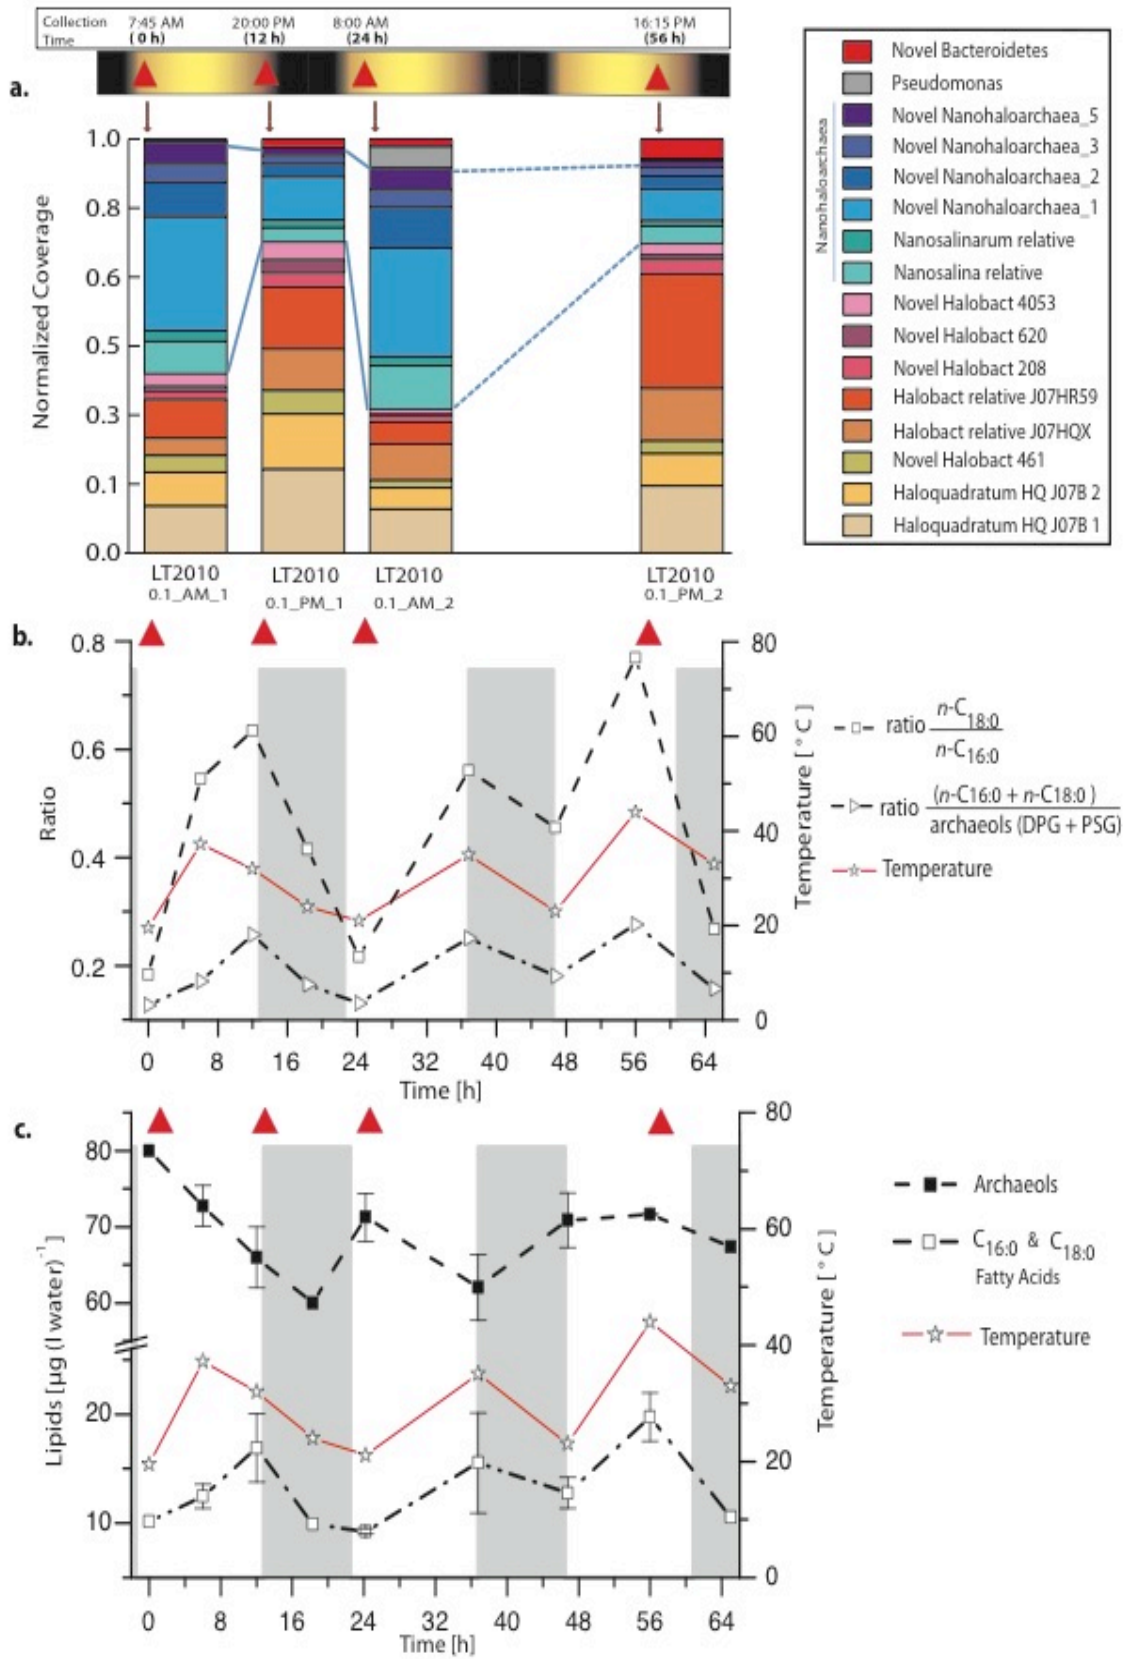 Collection 7:45 AM 20:00 PM 8:00 AM 16:15 PM
Time (0 h) (12 h) (24 h) (56 h)
a.
Normalized Coverage
1.0
0.8
0.6
0.5
0.3
0.1
0.0
LT2010 LT2010 LT2010 LT2010
0.1_AM_1 0.1_PM_1 0.1_AM_2 0.1_PM_2
Nanohaloarchaea
Novel Bacteroidetes
Pseudomonas
Novel Nanohaloarchaea_5
Novel Nanohaloarchaea_3
Novel Nanohaloarchaea_2
Novel Nanohaloarchaea_1
Nanosalinarum relative
Nanosalina relative
Novel Halobact 4053
Novel Halobact 620
Novel Halobact 208
Halobact relative J07HR59
Halobact relative J07HQX
Novel Halobact 461
Haloquadratum HQ J07B 2
Haloquadratum HQ J07B 1
b.
Ratio
0.8
0.6
0.4
0.2
80
60
40
20
0
Temperature [ ° C ]
0 8 16 24 32 40 48 56 64
Time [h]
ratio n-C18:0
n-C16:0
ratio (n-C16:0 + n-C18:0 )
archaeols (DPG + PSG)
Temperature
c.
Lipids [µg (l water)⁻¹]
80
70
60
20
10
80
60
40
20
0
Temperature [ ° C ]
0 8 16 24 32 40 48 56 64
Time [h]
Archaeols
C16:0 & C18:0
Fatty Acids
Temperature